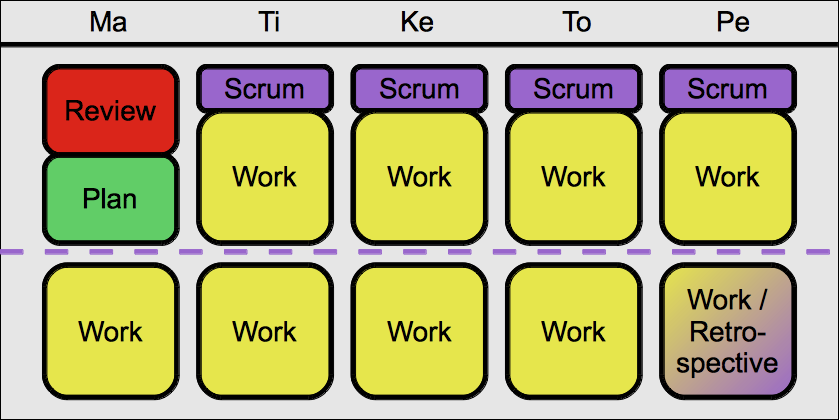 Ma Ti Ke To Pe
Review Scrum Scrum Scrum Scrum
Plan Work Work Work Work
Work Work Work Work Work /
Retro-
spective